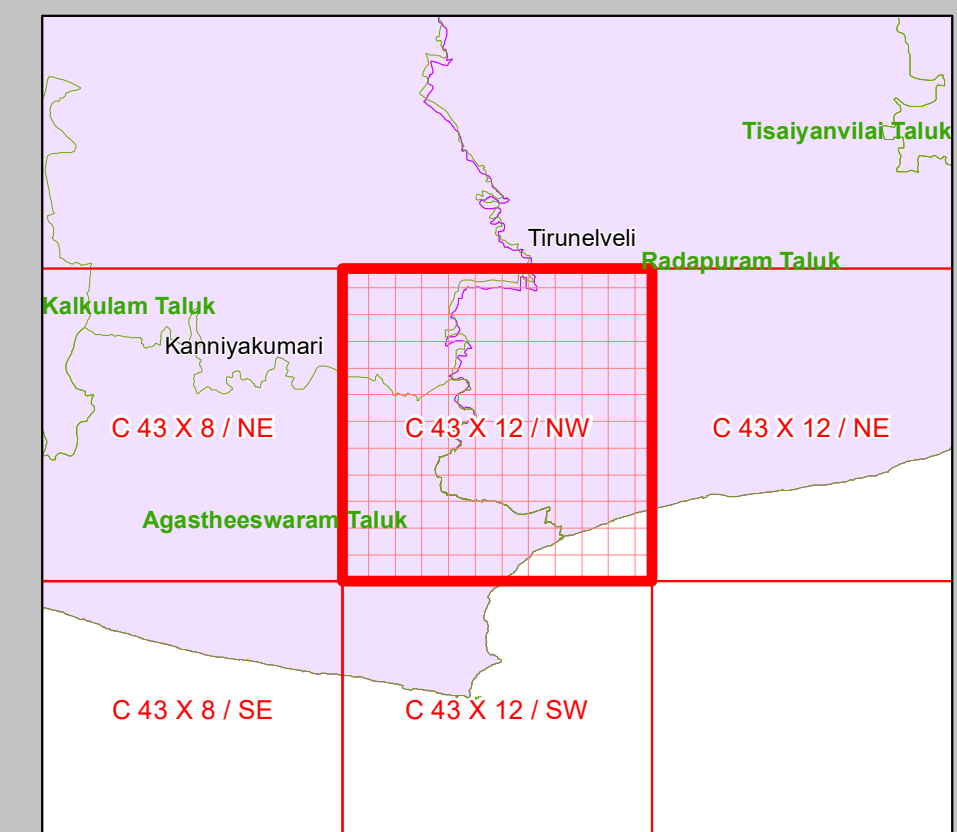 Tisaiyanvilai Taluk
Tirunelveli
Radapuram Taluk
Kalkulam Taluk
Kanniyakumari
C 43 X 8 / NE
C 43 X 12 / NW
C 43 X 12 / NE
Agastheeswaram Taluk
C 43 X 8 / SE
C 43 X 12 / SW